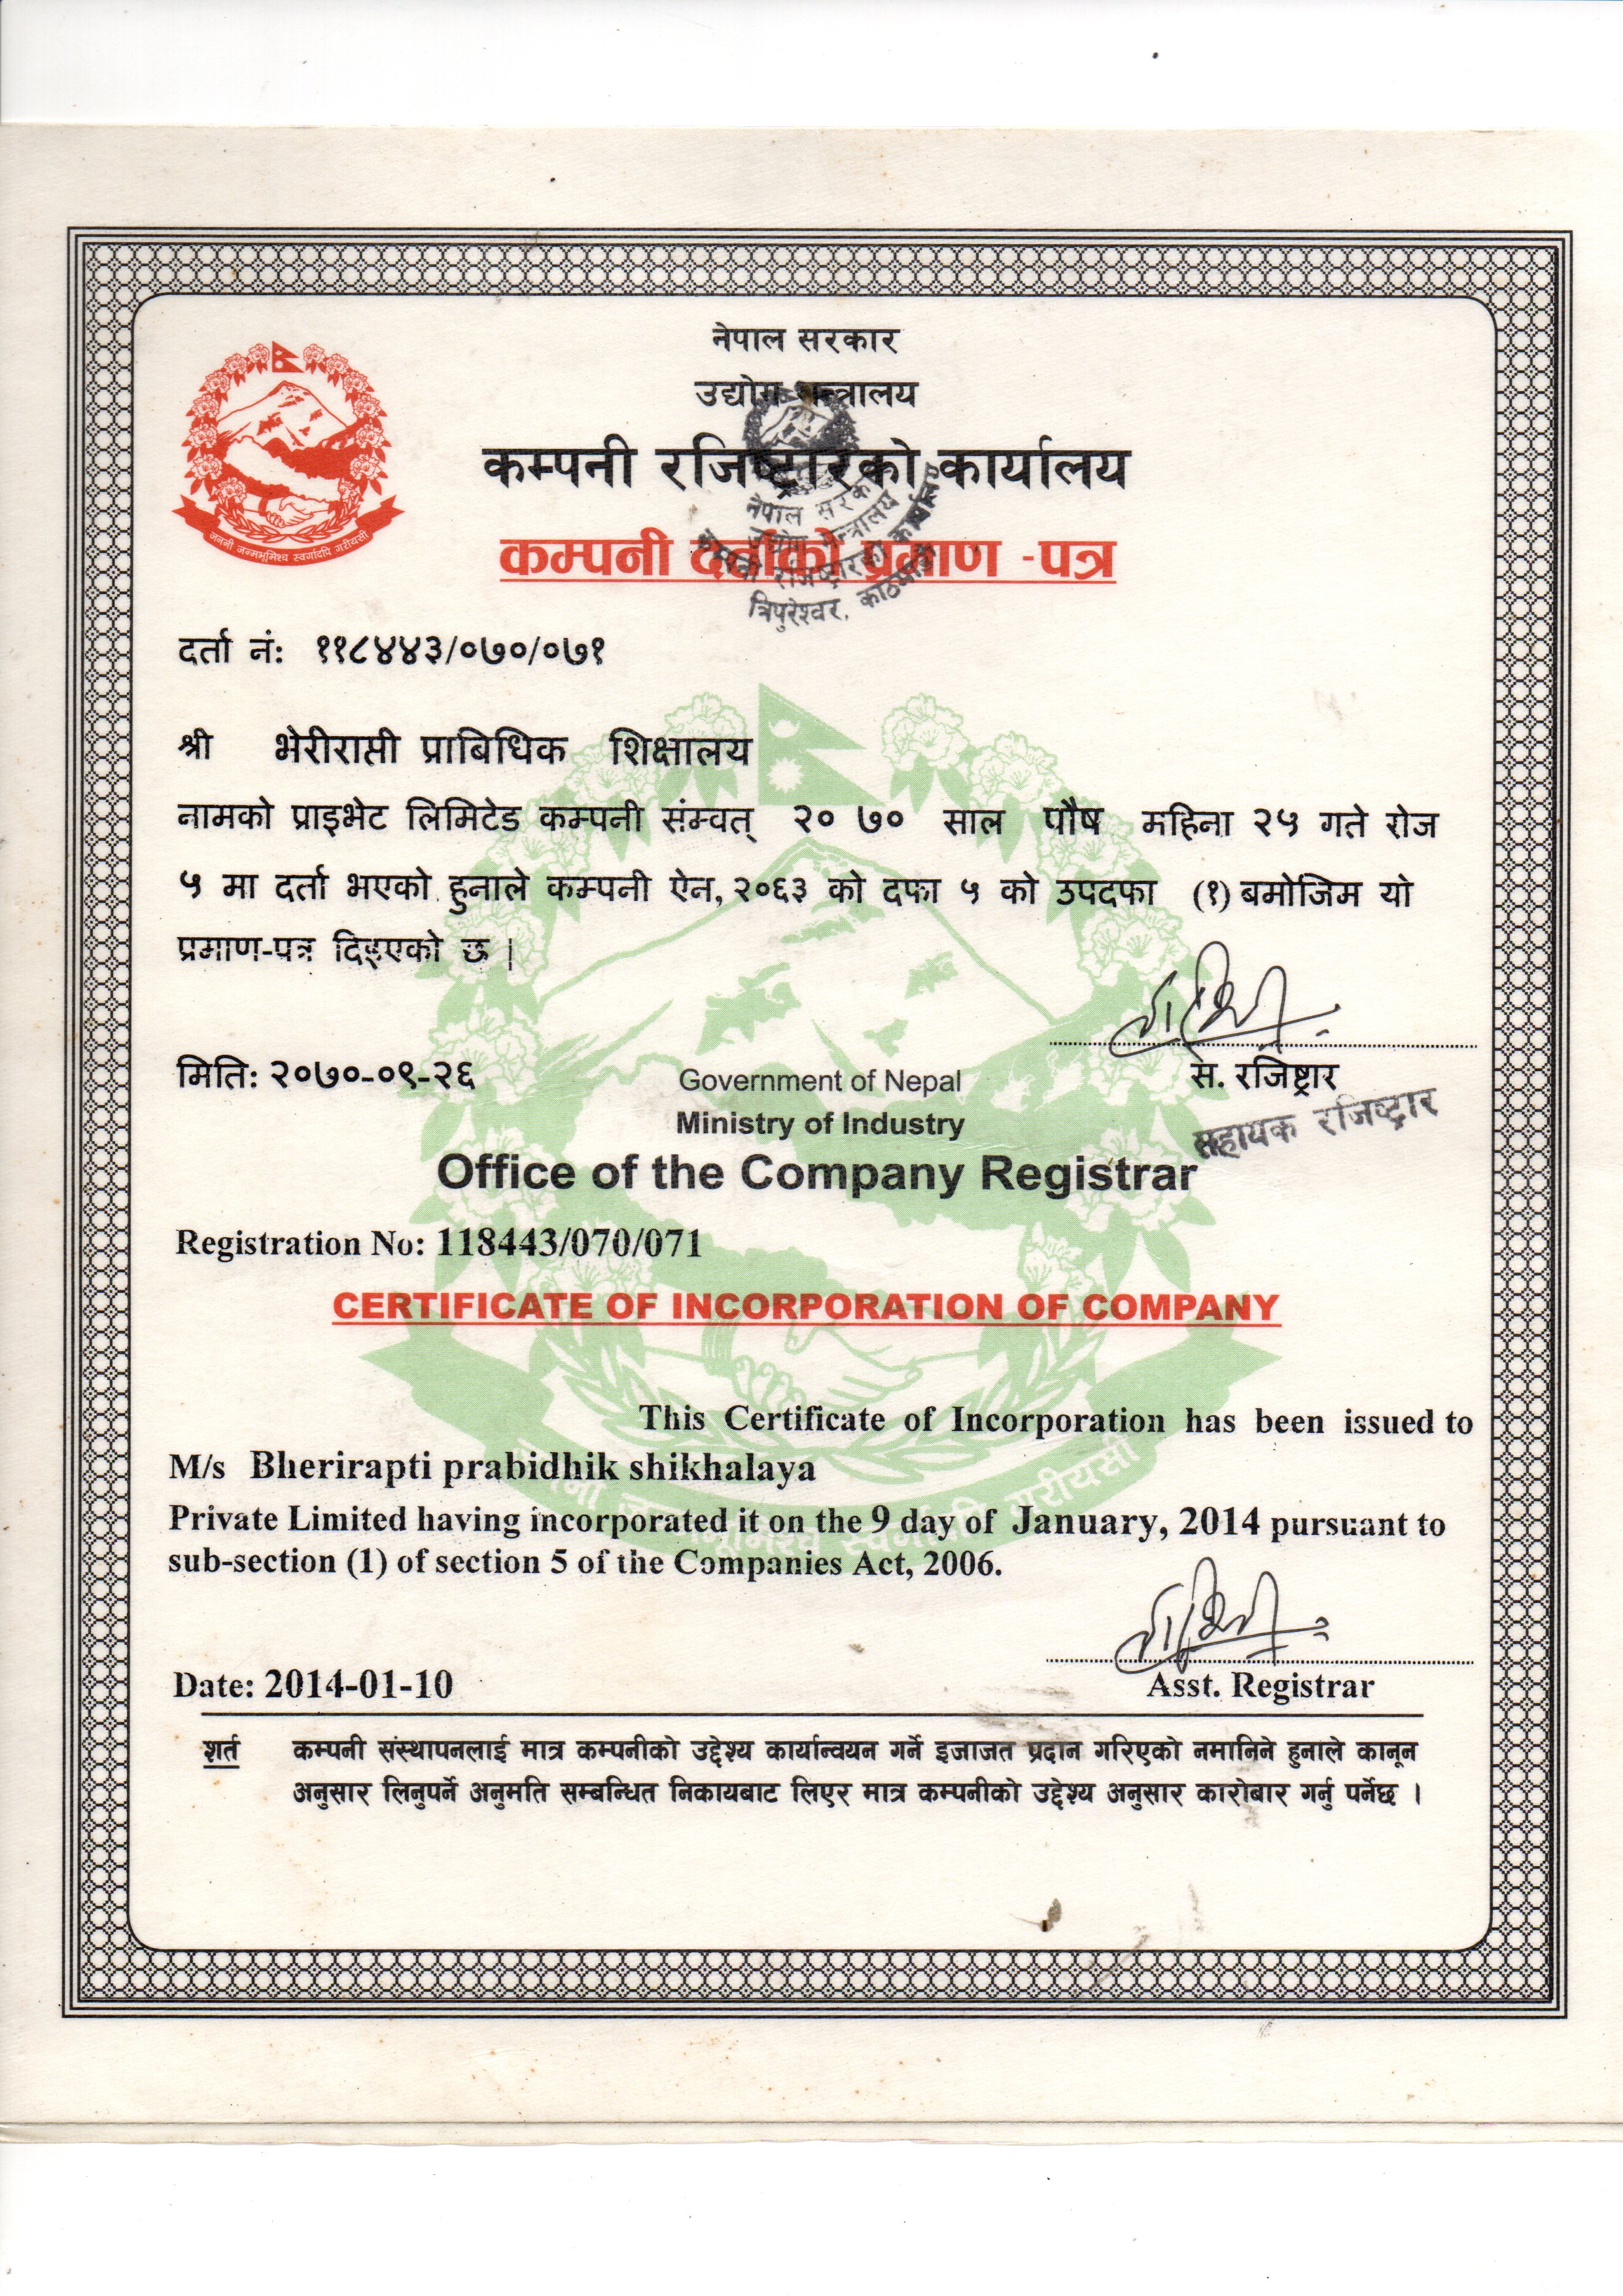 नेपाल सरकार
उद्योग मन्त्रालय
कम्पनी रजिष्ट्रारको कार्यालय
कम्पनी दर्ताको प्रमाण -पत्र
नेपाल सरकार
उद्योग मन्त्रालय
कम्पनी रजिष्ट्रारको कार्यालय
त्रिपुरेश्वर, काठमाडौं
जननी जन्मभूमिश्च स्वर्गादपि गरीयसी
दर्ता नं: ११८४४३/०७०/०७१
श्री भेरीराप्ती प्राबिधिक शिक्षालय
नामको प्राइभेट लिमिटेड कम्पनी संम्वत् २० ७० साल पौष महिना २५ गते रोज
५ मा दर्ता भएको हुनाले कम्पनी ऐन, २०६३ को दफा ५ को उपदफा (१) बमोजिम यो
प्रमाण-पत्र दिइएको छ |
मिति: २०७०-०९-२६
स. रजिष्ट्रार
सहायक रजिष्ट्रार
Government of Nepal
Ministry of Industry
Office of the Company Registrar
Registration No: 118443/070/071
CERTIFICATE OF INCORPORATION OF COMPANY
This Certificate of Incorporation has been issued to
M/s Bherirapti prabidhik shikhalaya
Private Limited having incorporated it on the 9 day of January, 2014 pursuant to
sub-section (1) of section 5 of the Companies Act, 2006.
Date: 2014-01-10
Asst. Registrar
शर्त कम्पनी संस्थापनलाई मात्र कम्पनीको उद्देश्य कार्यान्वयन गर्ने इजाजत प्रदान गरिएको नमानिने हुनाले कानून
अनुसार लिनुपर्ने अनुमति सम्बन्धित निकायबाट लिएर मात्र कम्पनीको उद्देश्य अनुसार कारोबार गर्नु पर्नेछ ।